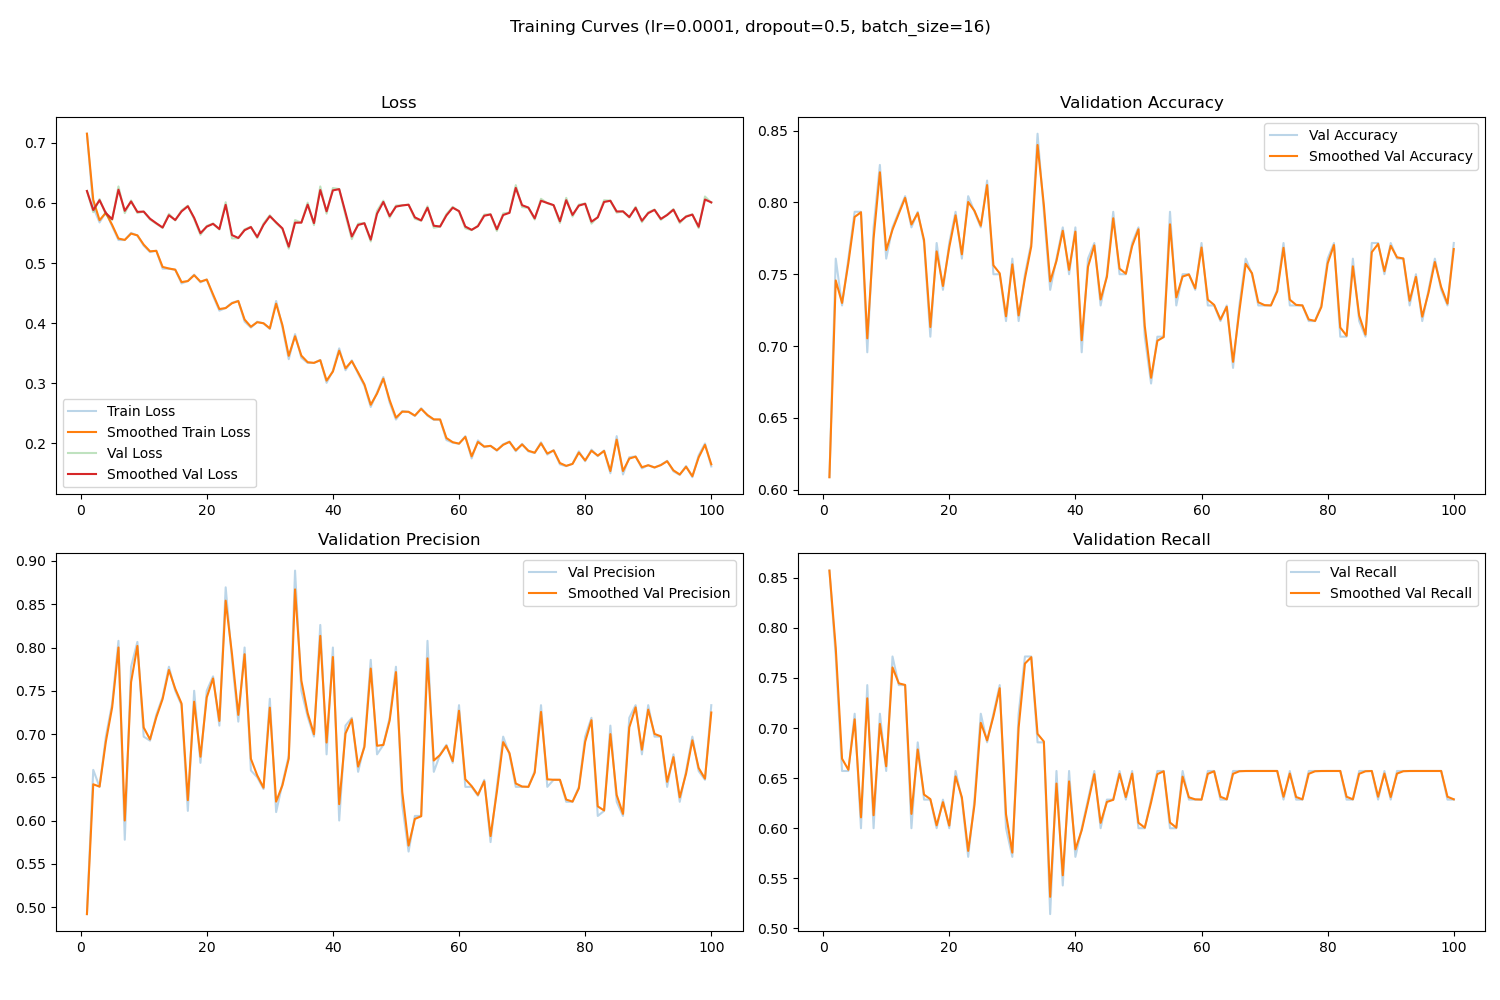 Training Curves (lr=0.0001, dropout=0.5, batch_size=16)
Loss
0.7
0.6
0.5
0.4
0.3
0.2
Train Loss
Smoothed Train Loss
Val Loss
Smoothed Val Loss
0 20 40 60 80 100
Validation Accuracy
0.85
0.80
0.75
0.70
0.65
0.60
Val Accuracy
Smoothed Val Accuracy
0 20 40 60 80 100
Validation Precision
0.90
0.85
0.80
0.75
0.70
0.65
0.60
0.55
0.50
Val Precision
Smoothed Val Precision
0 20 40 60 80 100
Validation Recall
0.85
0.80
0.75
0.70
0.65
0.60
0.55
0.50
Val Recall
Smoothed Val Recall
0 20 40 60 80 100